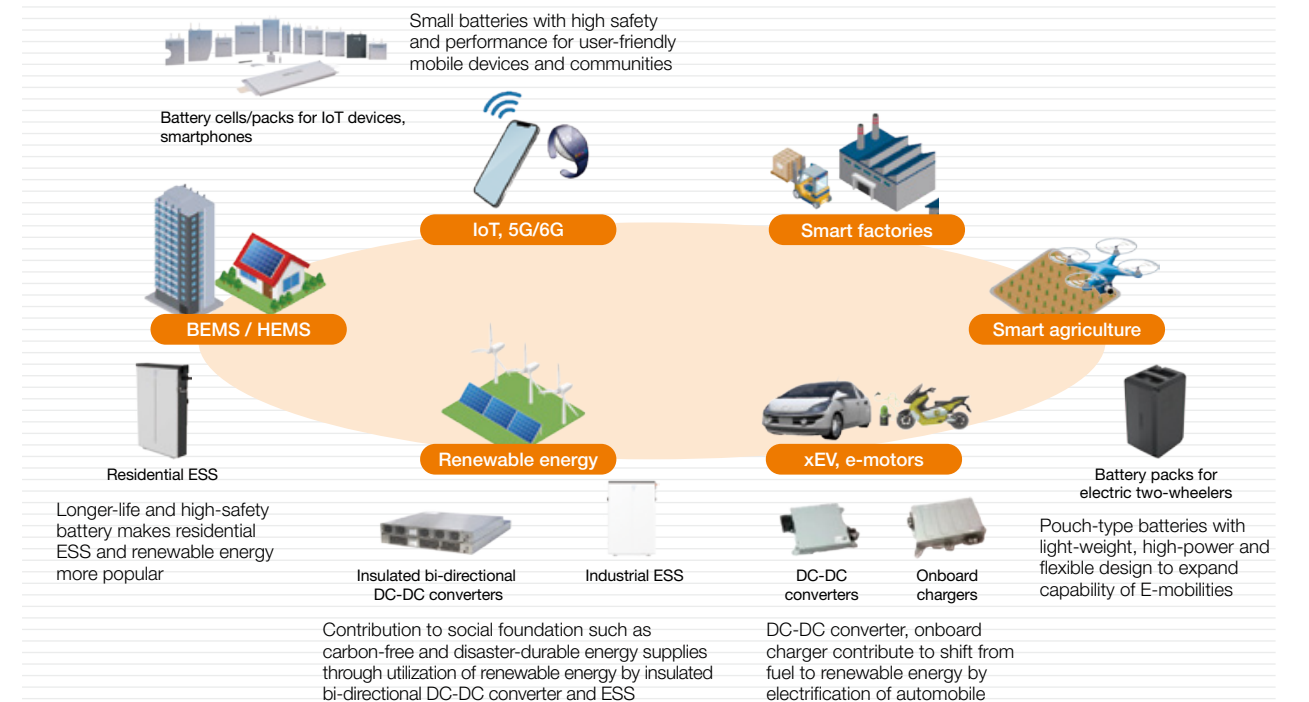 Small batteries with high safety
and performance for user-friendly
mobile devices and communities
Battery cells/packs for IoT devices,
smartphones
IoT, 5G/6G
Smart factories
BEMS / HEMS
Smart agriculture
Renewable energy
xEV, e-motors
Residential ESS
Longer-life and high-safety
battery makes residential
ESS and renewable energy
more popular
Insulated bi-directional
DC-DC converters
Industrial ESS
Contribution to social foundation such as
carbon-free and disaster-durable energy supplies
through utilization of renewable energy by insulated
bi-directional DC-DC converter and ESS
DC-DC
converters
Onboard
chargers
DC-DC converter, onboard
charger contribute to shift from
fuel to renewable energy by
electrification of automobile
Battery packs for
electric two-wheelers
Pouch-type batteries with
light-weight, high-power and
flexible design to expand
capability of E-mobilities